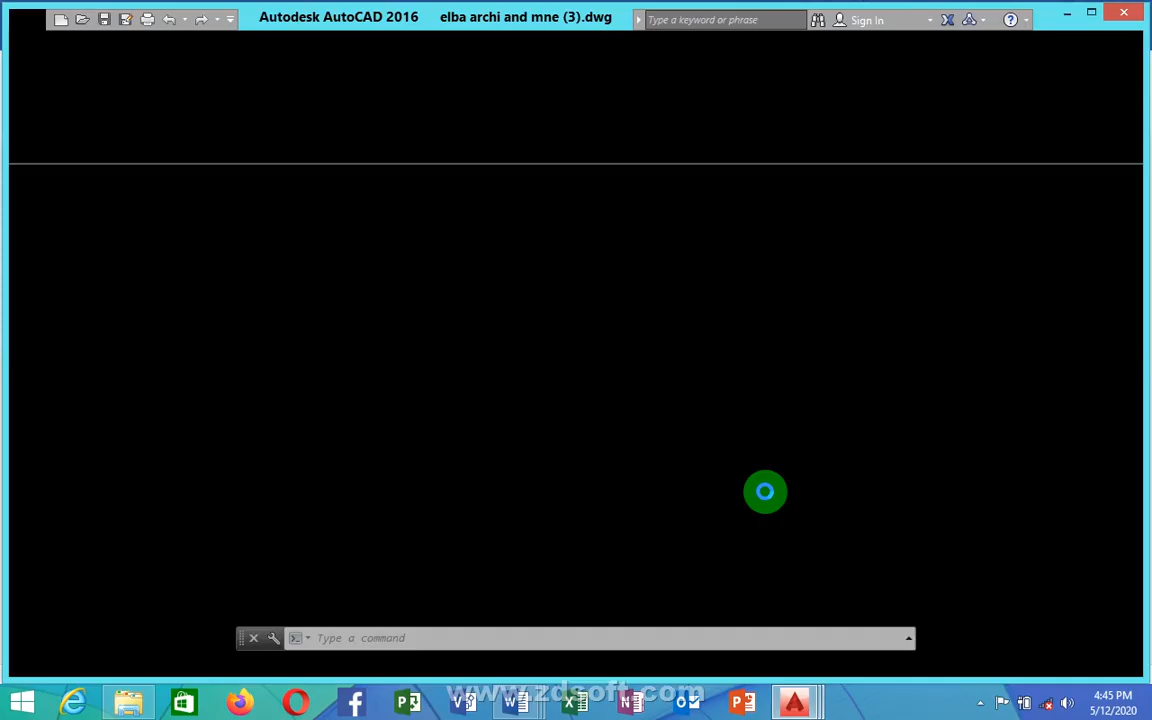 Autodesk AutoCAD 2016 elba archi and mne (3).dwg
Type a keyword or phrase
Sign In
Type a command
www.zdsoft.com
4:45 PM
5/12/2020